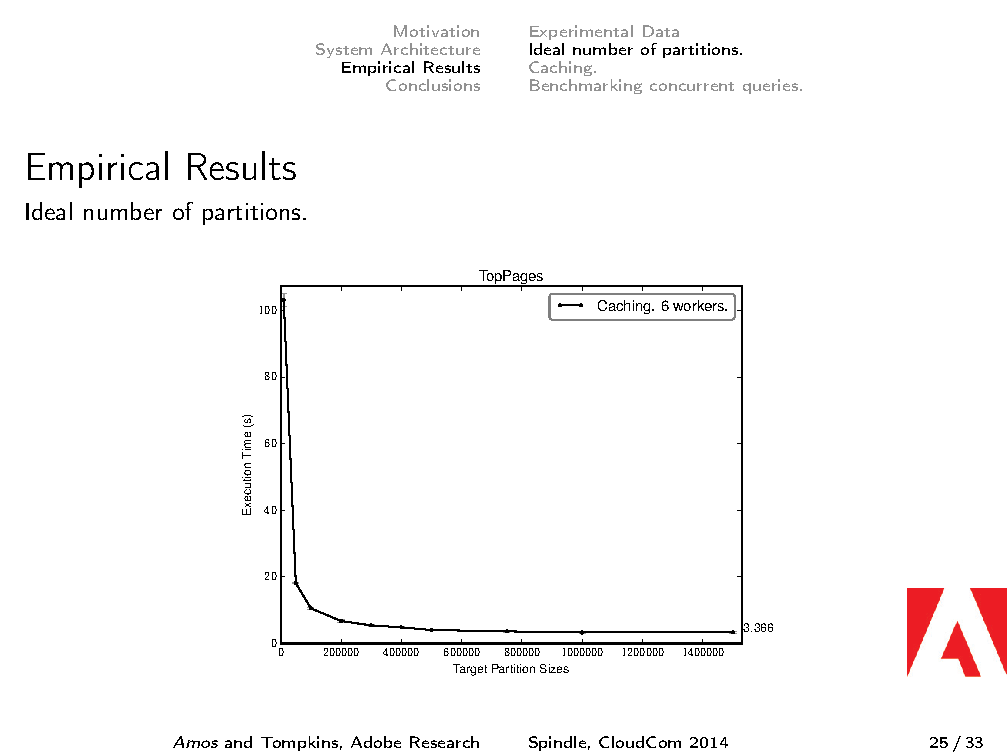 Motivation
System Architecture
Empirical Results
Conclusions
Experimental Data
Ideal number of partitions.
Caching.
Benchmarking concurrent queries.
Empirical Results
Ideal number of partitions.
TopPages
Caching. 6 workers.
100
80
60
40
20
0
Execution Time (s)
3.366
0 200000 400000 600000 800000 1000000 1200000 1400000
Target Partition Sizes
Amos and Tompkins, Adobe Research Spindle, CloudCom 2014 25 / 33